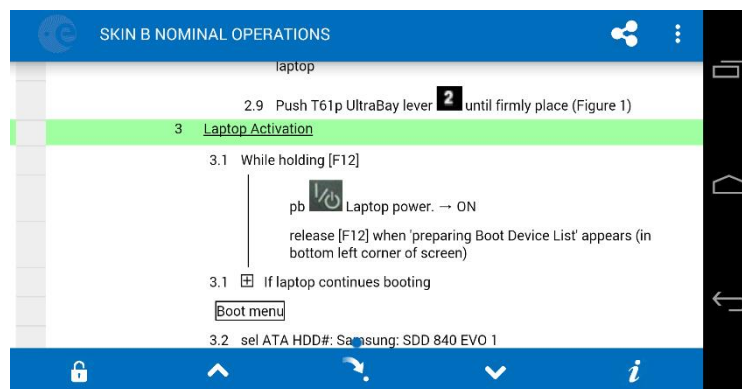 SKIN B NOMINAL OPERATIONS
laptop
2.9 Push T61p UltraBay lever 2 until firmly place (Figure 1)
3 Laptop Activation
3.1 While holding [F12]
pb I/⏻ Laptop power. → ON
release [F12] when 'preparing Boot Device List' appears (in
bottom left corner of screen)
3.1 ⊞ If laptop continues booting
Boot menu
3.2 sel ATA HDD#: Samsung: SDD 840 EVO 1
i